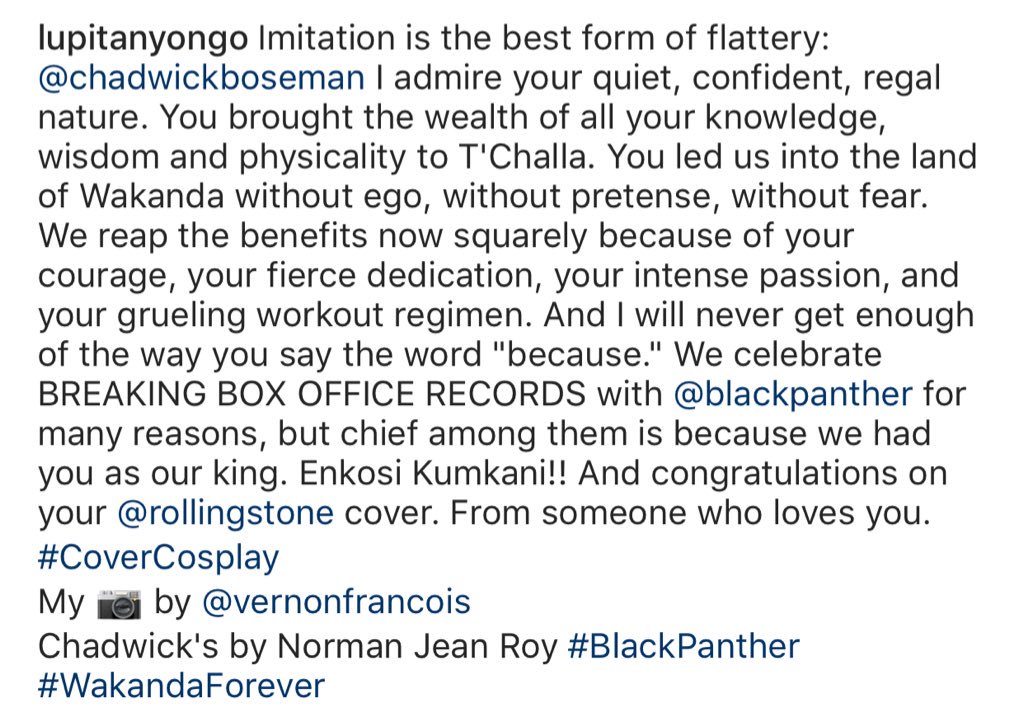 lupitanyongo Imitation is the best form of flattery:
@chadwickboseman I admire your quiet, confident, regal
nature. You brought the wealth of all your knowledge,
wisdom and physicality to T'Challa. You led us into the land
of Wakanda without ego, without pretense, without fear.
We reap the benefits now squarely because of your
courage, your fierce dedication, your intense passion, and
your grueling workout regimen. And I will never get enough
of the way you say the word "because." We celebrate
BREAKING BOX OFFICE RECORDS with @blackpanther for
many reasons, but chief among them is because we had
you as our king. Enkosi Kumkani!! And congratulations on
your @rollingstone cover. From someone who loves you.
#CoverCosplay
My 📷 by @vernonfrancois
Chadwick's by Norman Jean Roy #BlackPanther
#WakandaForever